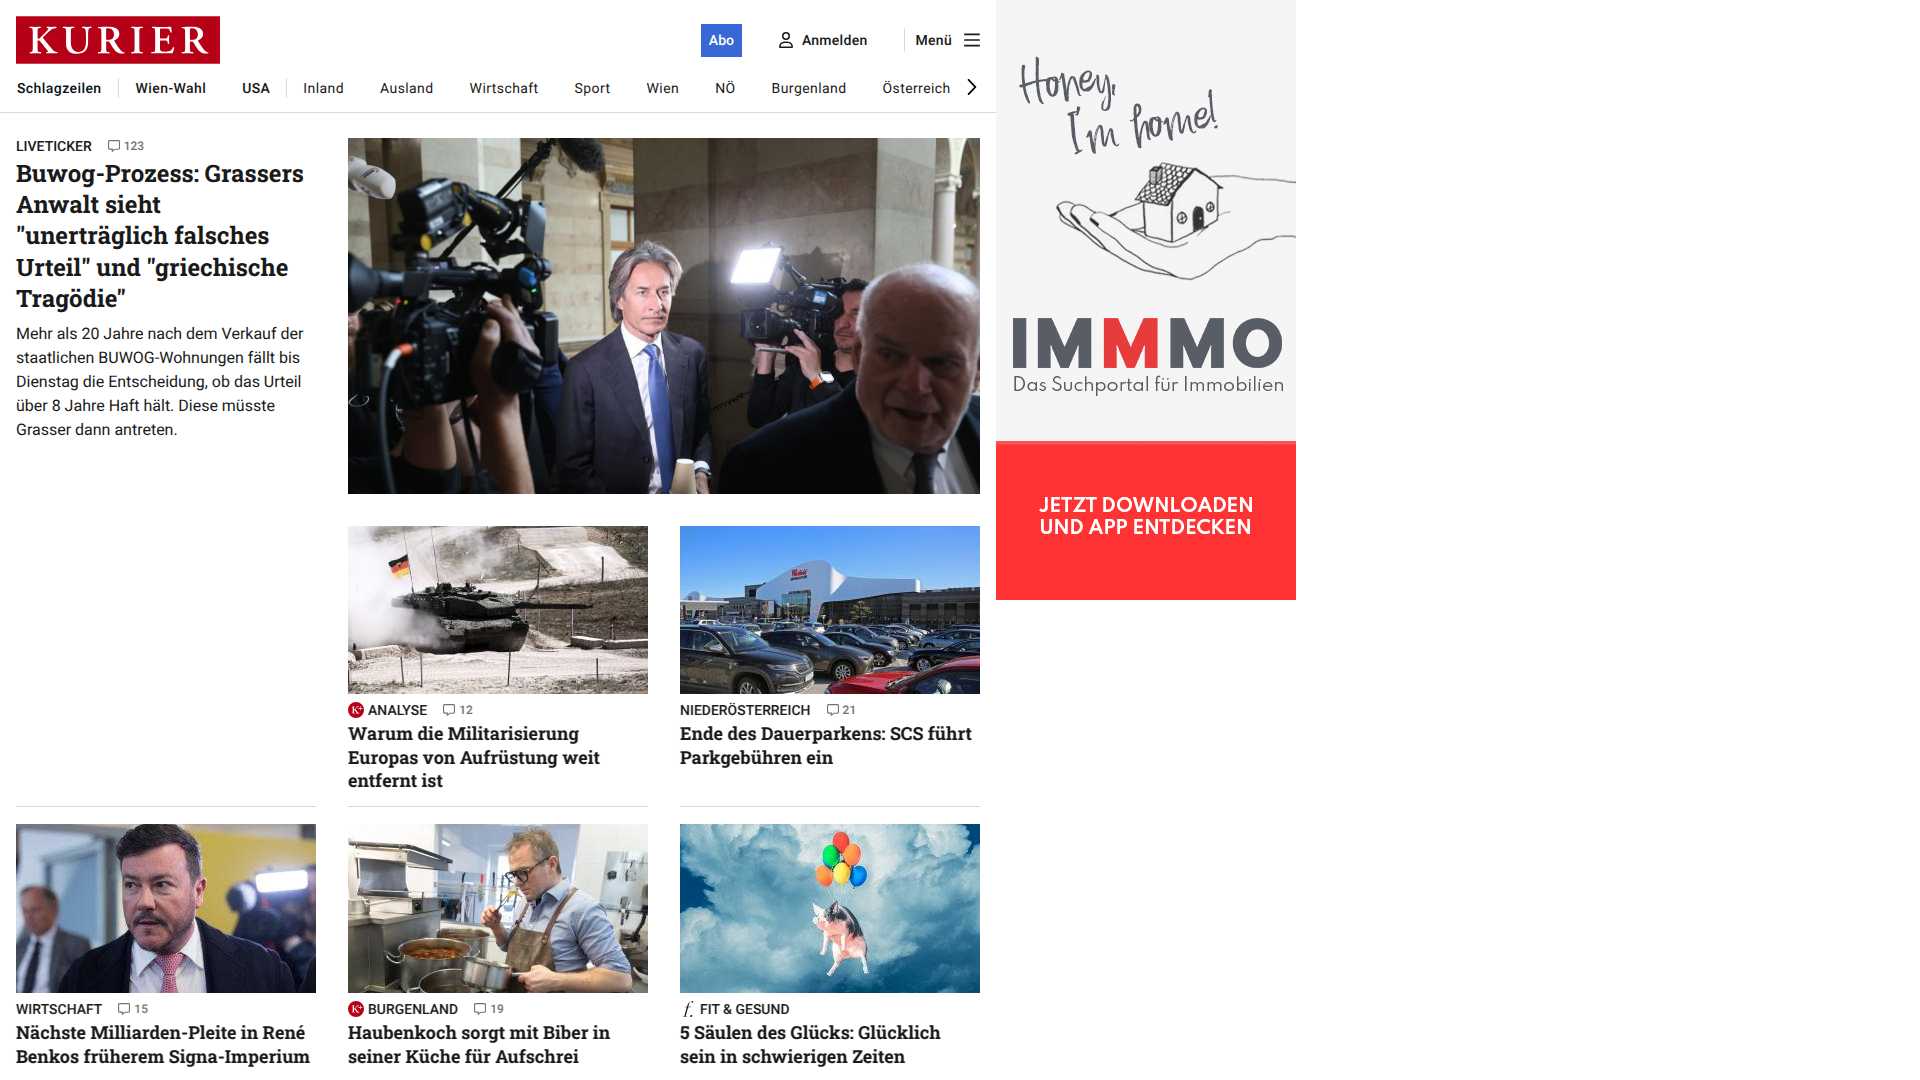 KURIER
Abo
Anmelden
Menü
Schlagzeilen
Wien-Wahl
USA
Inland
Ausland
Wirtschaft
Sport
Wien
NÖ
Burgenland
Österreich
LIVETICKER 123
Buwog-Prozess: Grassers
Anwalt sieht
"unerträglich falsches
Urteil" und "griechische
Tragödie"
Mehr als 20 Jahre nach dem Verkauf der
staatlichen BUWOG-Wohnungen fällt bis
Dienstag die Entscheidung, ob das Urteil
über 8 Jahre Haft hält. Diese müsste
Grasser dann antreten.
K+ ANALYSE 12
Warum die Militarisierung
Europas von Aufrüstung weit
entfernt ist
Westfield
NIEDERÖSTERREICH 21
Ende des Dauerparkens: SCS führt
Parkgebühren ein
WIRTSCHAFT 15
Nächste Milliarden-Pleite in René
Benkos früherem Signa-Imperium
K+ BURGENLAND 19
Haubenkoch sorgt mit Biber in
seiner Küche für Aufschrei
f. FIT & GESUND
5 Säulen des Glücks: Glücklich
sein in schwierigen Zeiten
Honey,
I'm home!
IMMMO
Das Suchportal für Immobilien
JETZT DOWNLOADEN
UND APP ENTDECKEN